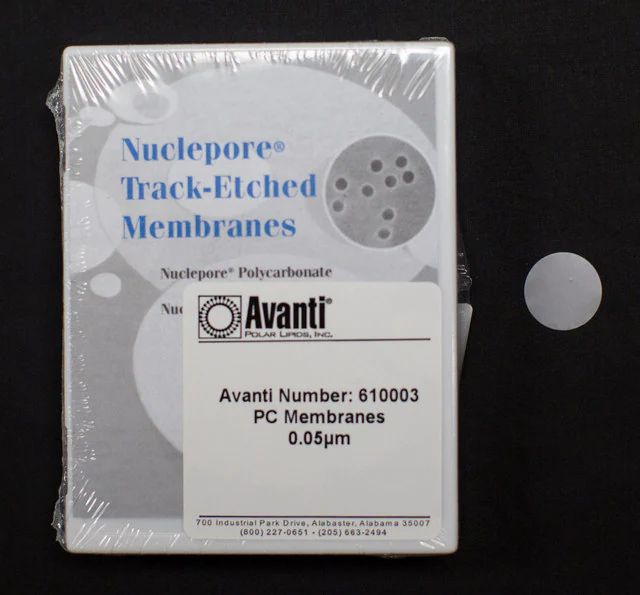 Nuclepore®
Track-Etched
Membranes
Nuclepore® Polycarbonate
Avanti®
POLAR LIPIDS, INC.
Avanti Number: 610003
PC Membranes
0.05µm
700 Industrial Park Drive, Alabaster, Alabama 35007
(800) 227-0651 - (205) 663-2494